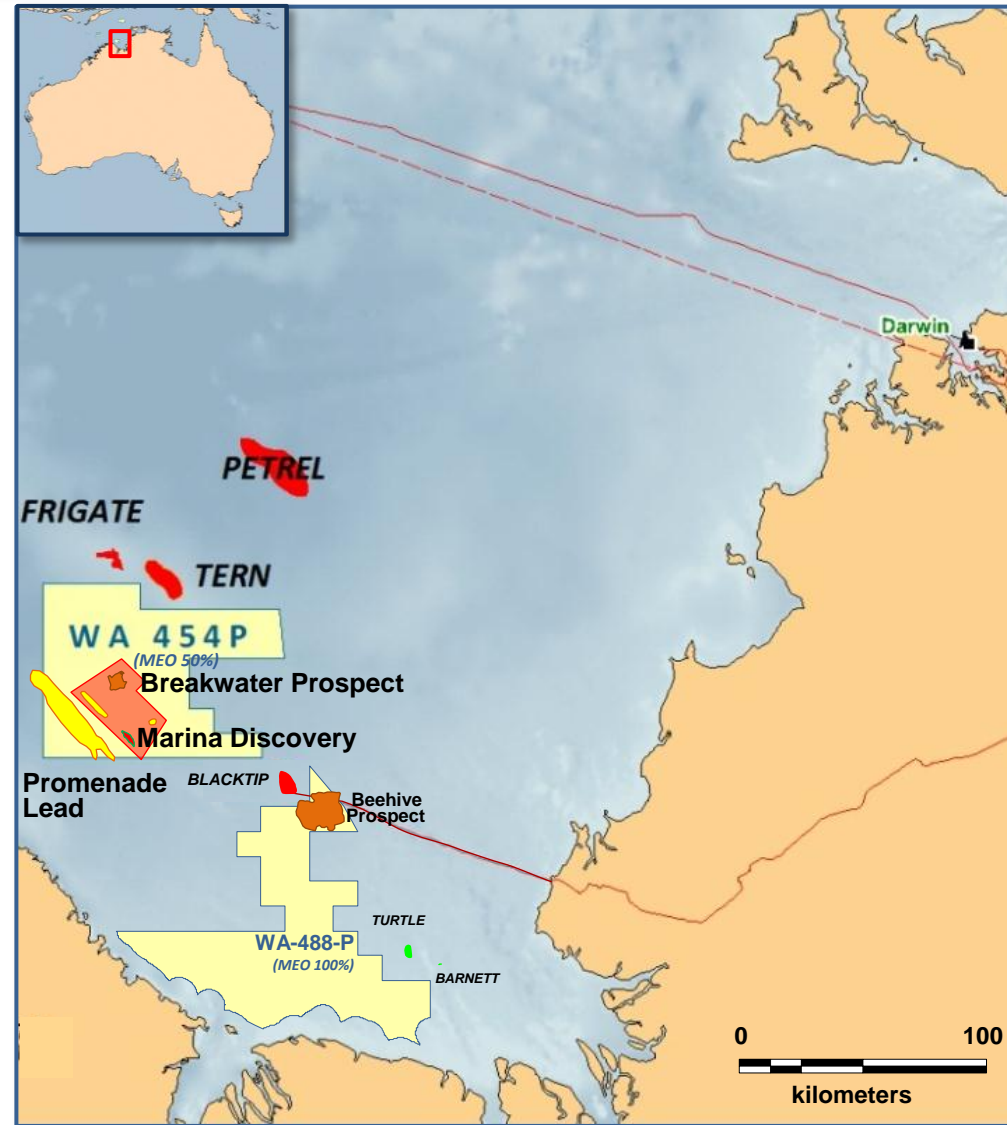 Darwin
PETREL
FRIGATE
TERN
WA 454P
(MEO 50%)
Breakwater Prospect
Marina Discovery
Promenade
Lead
BLACKTIP
Beehive
Prospect
TURTLE
WA-488-P
(MEO 100%)
BARNETT
0 100
kilometers